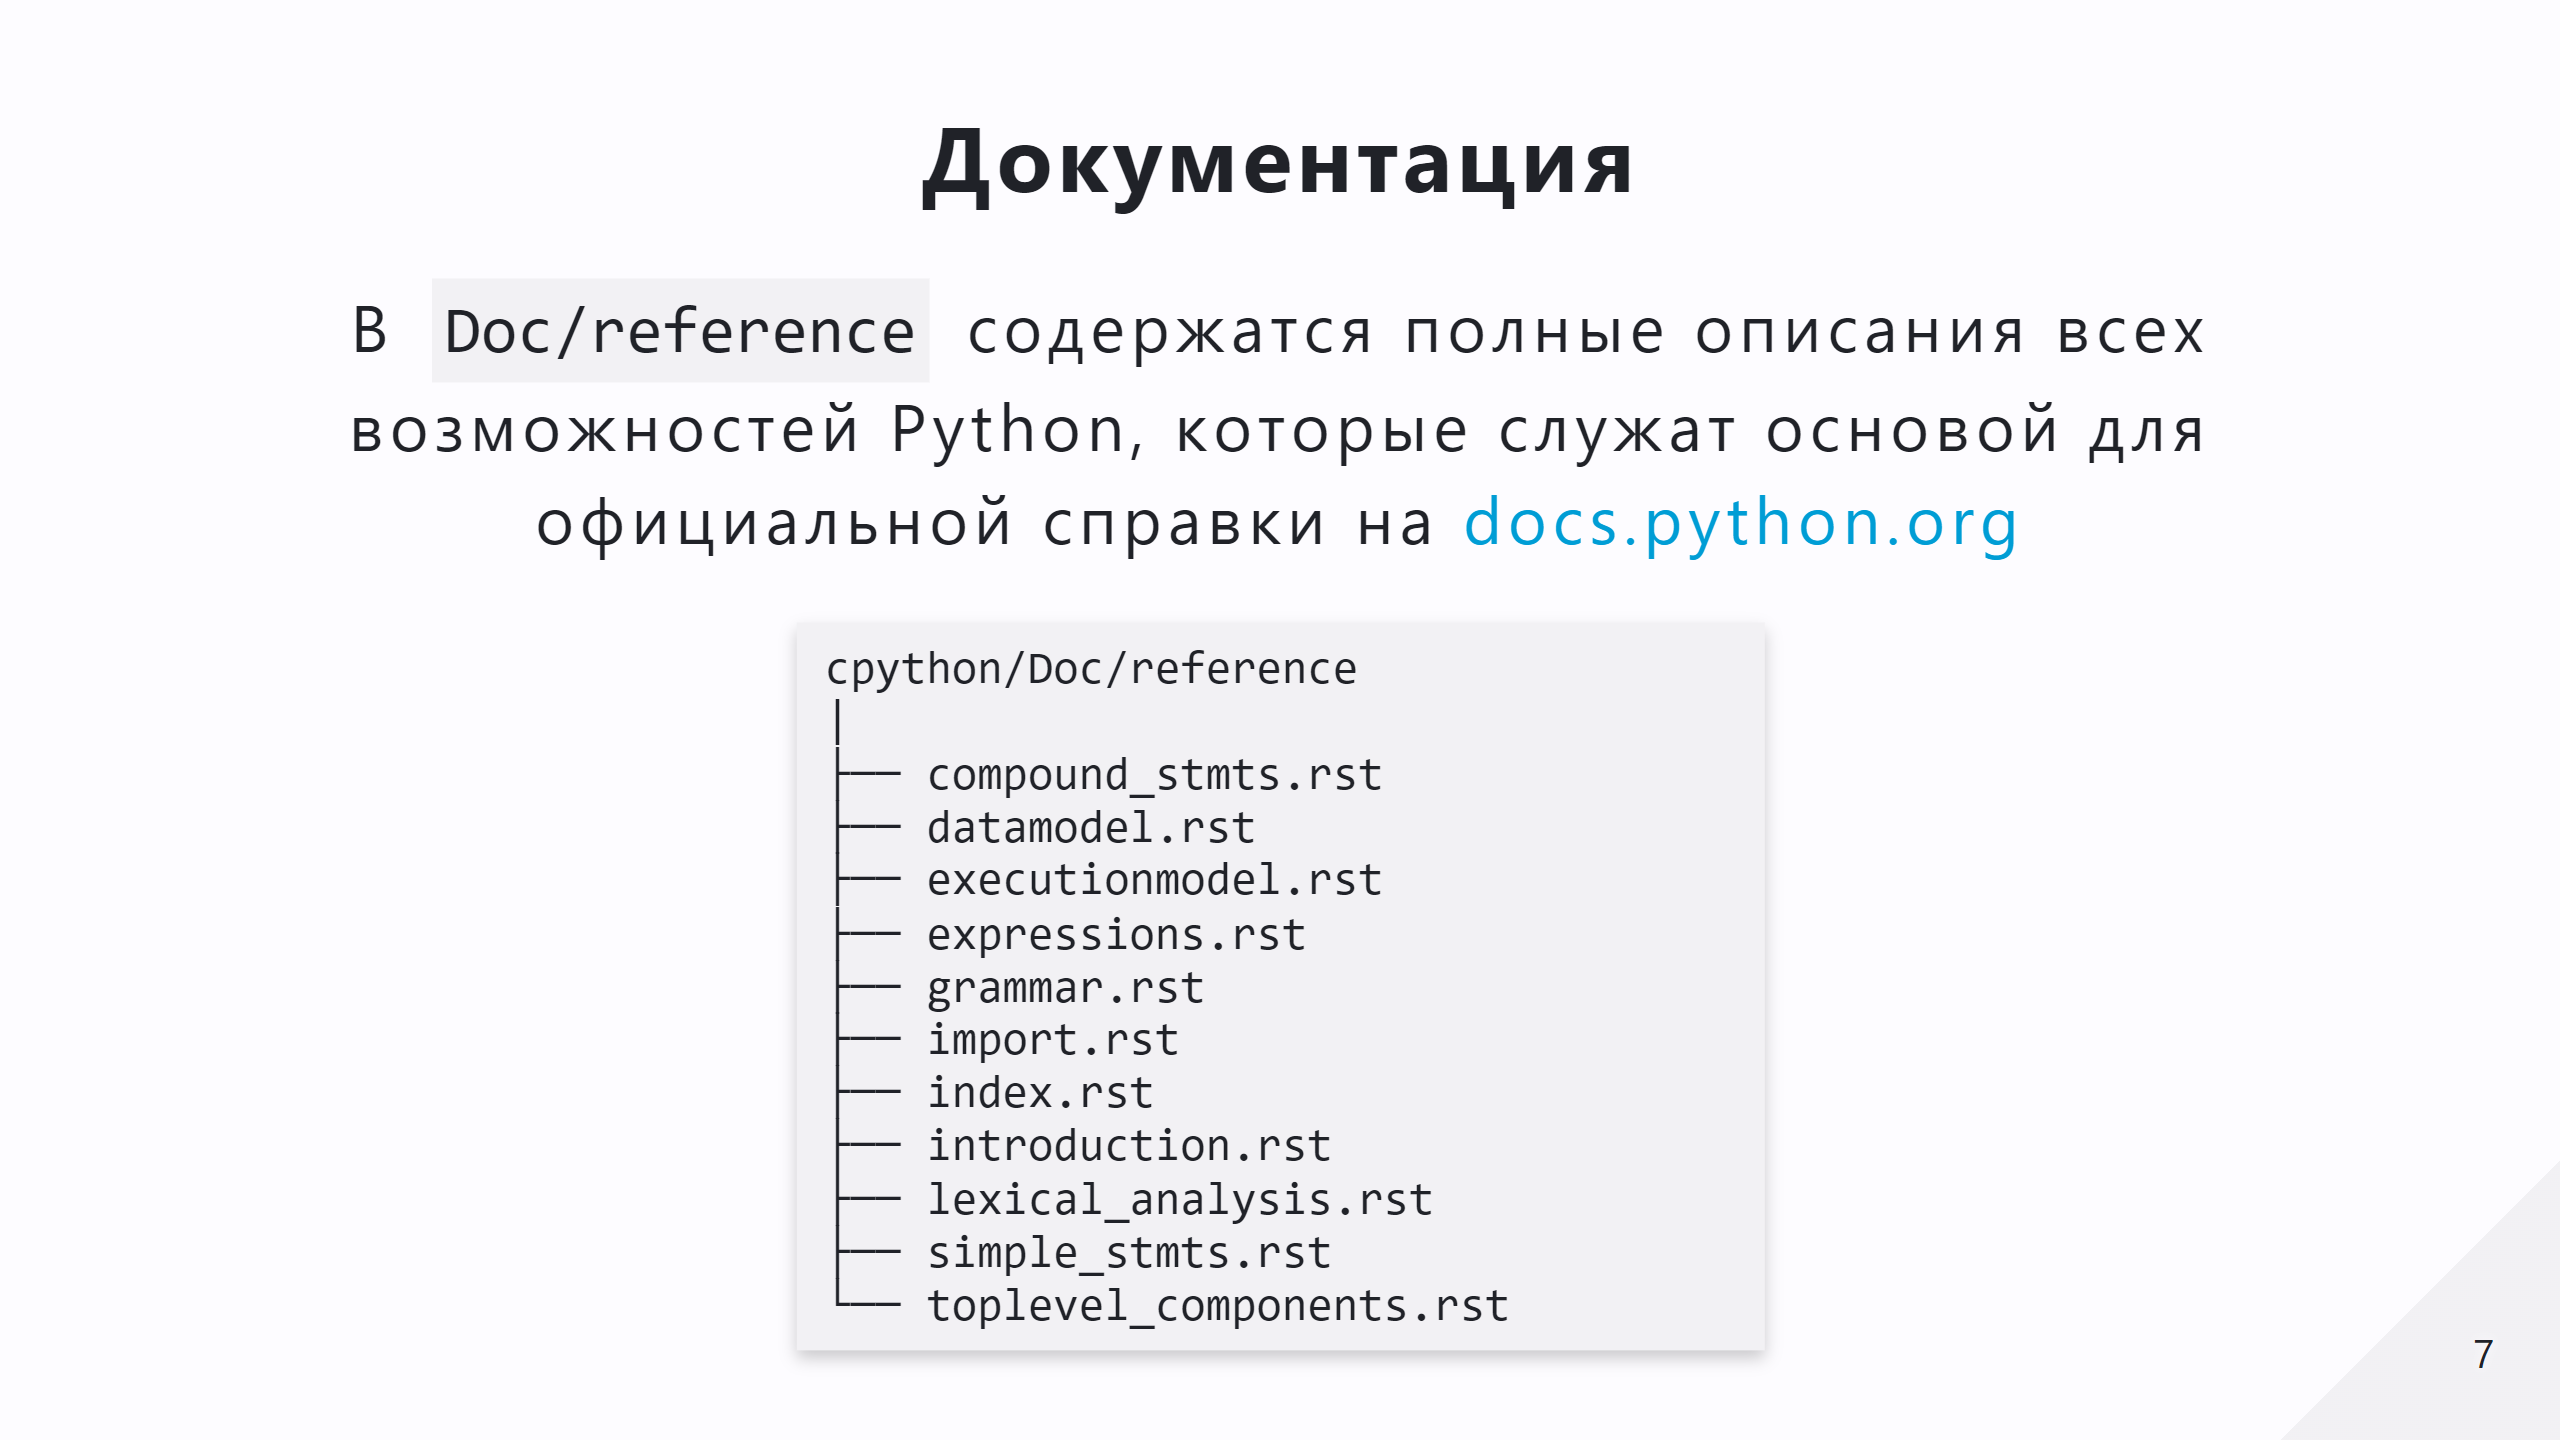 Документация
В Doc/reference содержатся полные описания всех
возможностей Python, которые служат основой для
официальной справки на docs.python.org
cpython/Doc/reference
│
├── compound_stmts.rst
├── datamodel.rst
├── executionmodel.rst
├── expressions.rst
├── grammar.rst
├── import.rst
├── index.rst
├── introduction.rst
├── lexical_analysis.rst
├── simple_stmts.rst
└── toplevel_components.rst
7